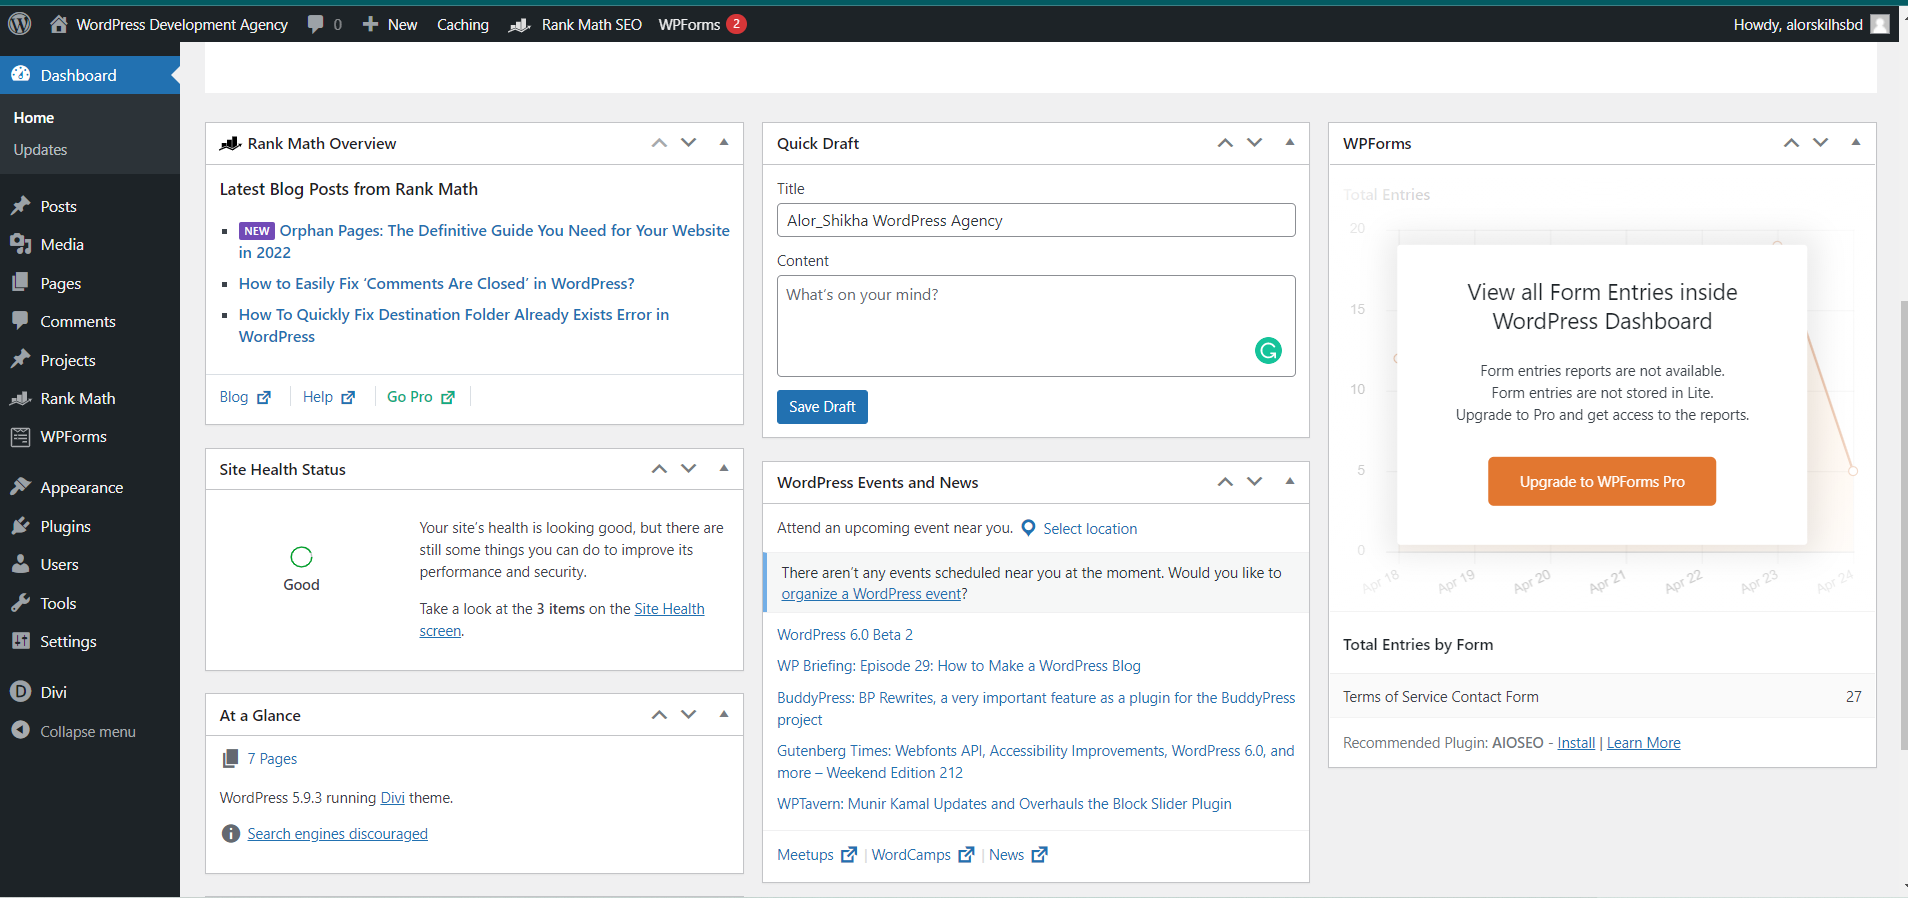 WordPress Development Agency
0
New
Caching
Rank Math SEO
WPForms 2
Howdy, alorskilhsbd
Dashboard
Home
Updates
Posts
Media
Pages
Comments
Projects
Rank Math
WPForms
Appearance
Plugins
Users
Tools
Settings
Divi
Collapse menu
Rank Math Overview
Latest Blog Posts from Rank Math
NEW Orphan Pages: The Definitive Guide You Need for Your Website
in 2022
How to Easily Fix ‘Comments Are Closed’ in WordPress?
How To Quickly Fix Destination Folder Already Exists Error in
WordPress
Blog | Help | Go Pro |
Site Health Status
Good
Your site’s health is looking good, but there are
still some things you can do to improve its
performance and security.
Take a look at the 3 items on the Site Health
screen.
At a Glance
7 Pages
WordPress 5.9.3 running Divi theme.
Search engines discouraged
Quick Draft
Title
Alor_Shikha WordPress Agency
Content
What’s on your mind?
Save Draft
WordPress Events and News
Attend an upcoming event near you. Select location
There aren’t any events scheduled near you at the moment. Would you like to
organize a WordPress event?
WordPress 6.0 Beta 2
WP Briefing: Episode 29: How to Make a WordPress Blog
BuddyPress: BP Rewrites, a very important feature as a plugin for the BuddyPress
project
Gutenberg Times: Webfonts API, Accessibility Improvements, WordPress 6.0, and
more – Weekend Edition 212
WPTavern: Munir Kamal Updates and Overhauls the Block Slider Plugin
Meetups | WordCamps | News
WPForms
Total Entries
20
15
10
5
0
View all Form Entries inside
WordPress Dashboard
Form entries reports are not available.
Form entries are not stored in Lite.
Upgrade to Pro and get access to the reports.
Upgrade to WPForms Pro
Apr 18 Apr 19 Apr 20 Apr 21 Apr 22 Apr 23 Apr 24
Total Entries by Form
Terms of Service Contact Form 27
Recommended Plugin: AIOSEO - Install | Learn More